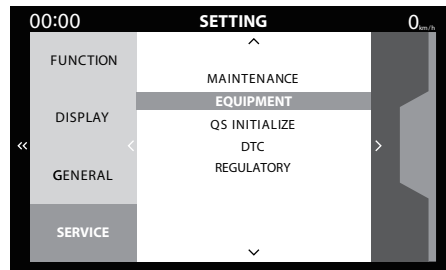 00:00 SETTING 0km/h
FUNCTION
DISPLAY
GENERAL
SERVICE
MAINTENANCE
EQUIPMENT
QS INITIALIZE
DTC
REGULATORY